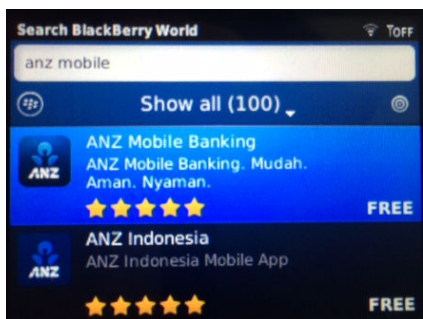 Search BlackBerry World TOFF
anz mobile
Show all (100)
ANZ
ANZ Mobile Banking
ANZ Mobile Banking. Mudah.
Aman. Nyaman.
FREE
ANZ
ANZ Indonesia
ANZ Indonesia Mobile App
FREE